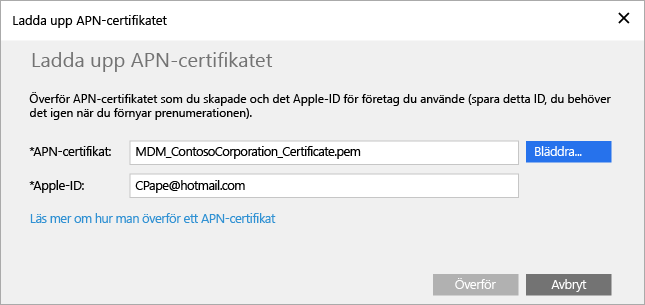 Ladda upp APN-certifikatet
Ladda upp APN-certifikatet
Överför APN-certifikatet som du skapade och det Apple-ID för företag du använde (spara detta ID, du behöver
det igen när du förnyar prenumerationen).
*APN-certifikat: MDM_ContosoCorporation_Certificate.pem Bläddra...
*Apple-ID: CPape@hotmail.com
Läs mer om hur man överför ett APN-certifikat
Överför Avbryt